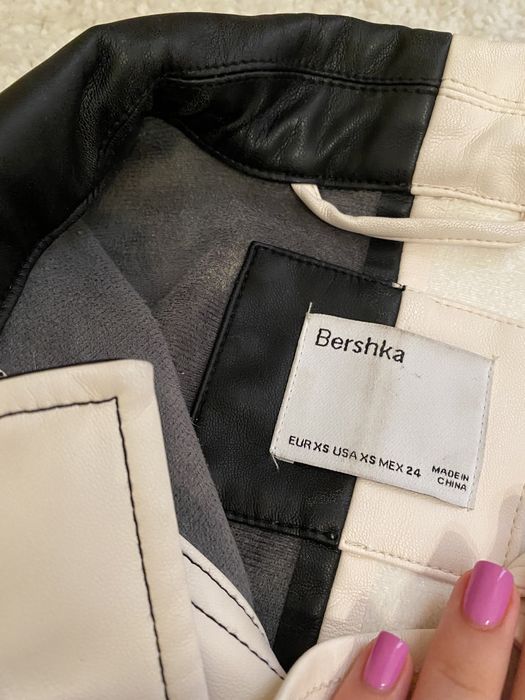 Bershka
EUR XS USA XS MEX 24
MADE IN
CHINA